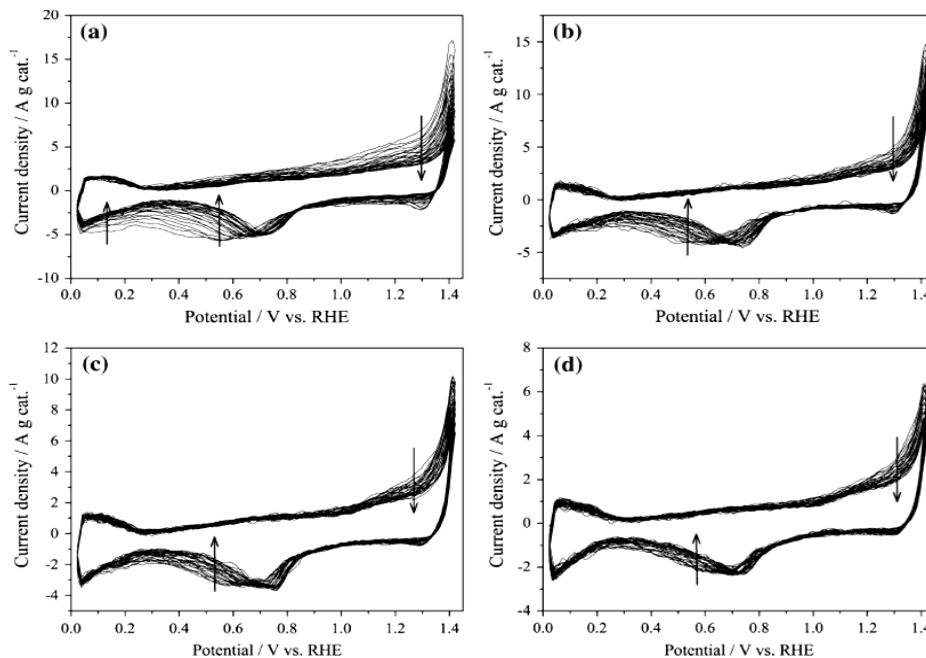 (a)
Current density / A g cat.⁻¹
20
15
10
5
0
-5
-10
0.0 0.2 0.4 0.6 0.8 1.0 1.2 1.4
Potential / V vs. RHE
(b)
Current density / A g cat.⁻¹
15
10
5
0
-5
0.0 0.2 0.4 0.6 0.8 1.0 1.2 1.4
Potential / V vs. RHE
(c)
Current density / A g cat.⁻¹
12
10
8
6
4
2
0
-2
-4
0.0 0.2 0.4 0.6 0.8 1.0 1.2 1.4
Potential / V vs. RHE
(d)
Current density / A g cat.⁻¹
8
6
4
2
0
-2
-4
0.0 0.2 0.4 0.6 0.8 1.0 1.2 1.4
Potential / V vs. RHE